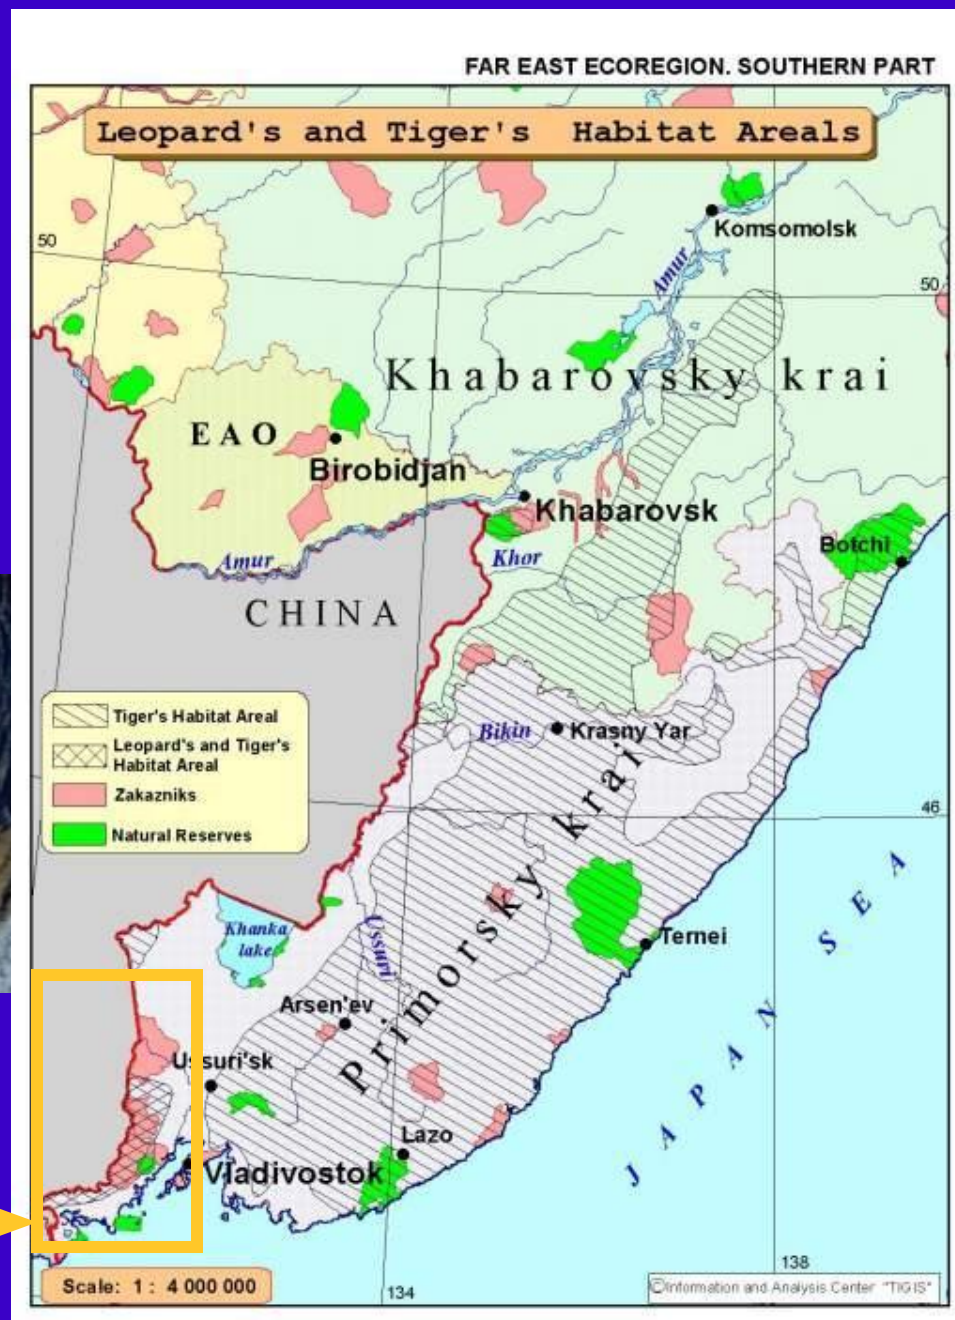 FAR EAST ECOREGION. SOUTHERN PART
Leopard's and Tiger's Habitat Areals
Komsomolsk
50
Amur
50
Khabarovsky krai
EAO
Birobidjan
Khabarovsk
Botchi
Amur
Khor
CHINA
Tiger's Habitat Areal
Leopard's and Tiger's
Habitat Areal
Zakazniks
Natural Reserves
Bikin
Krasny Yar
46
Primorsky krai
Khanka
lake
Ussuri
Ternei
JAPAN SEA
Arsen'ev
Ussuri'sk
Lazo
Vladivostok
138
134
Scale: 1 : 4 000 000
©Information and Analysis Center "TIGIS"